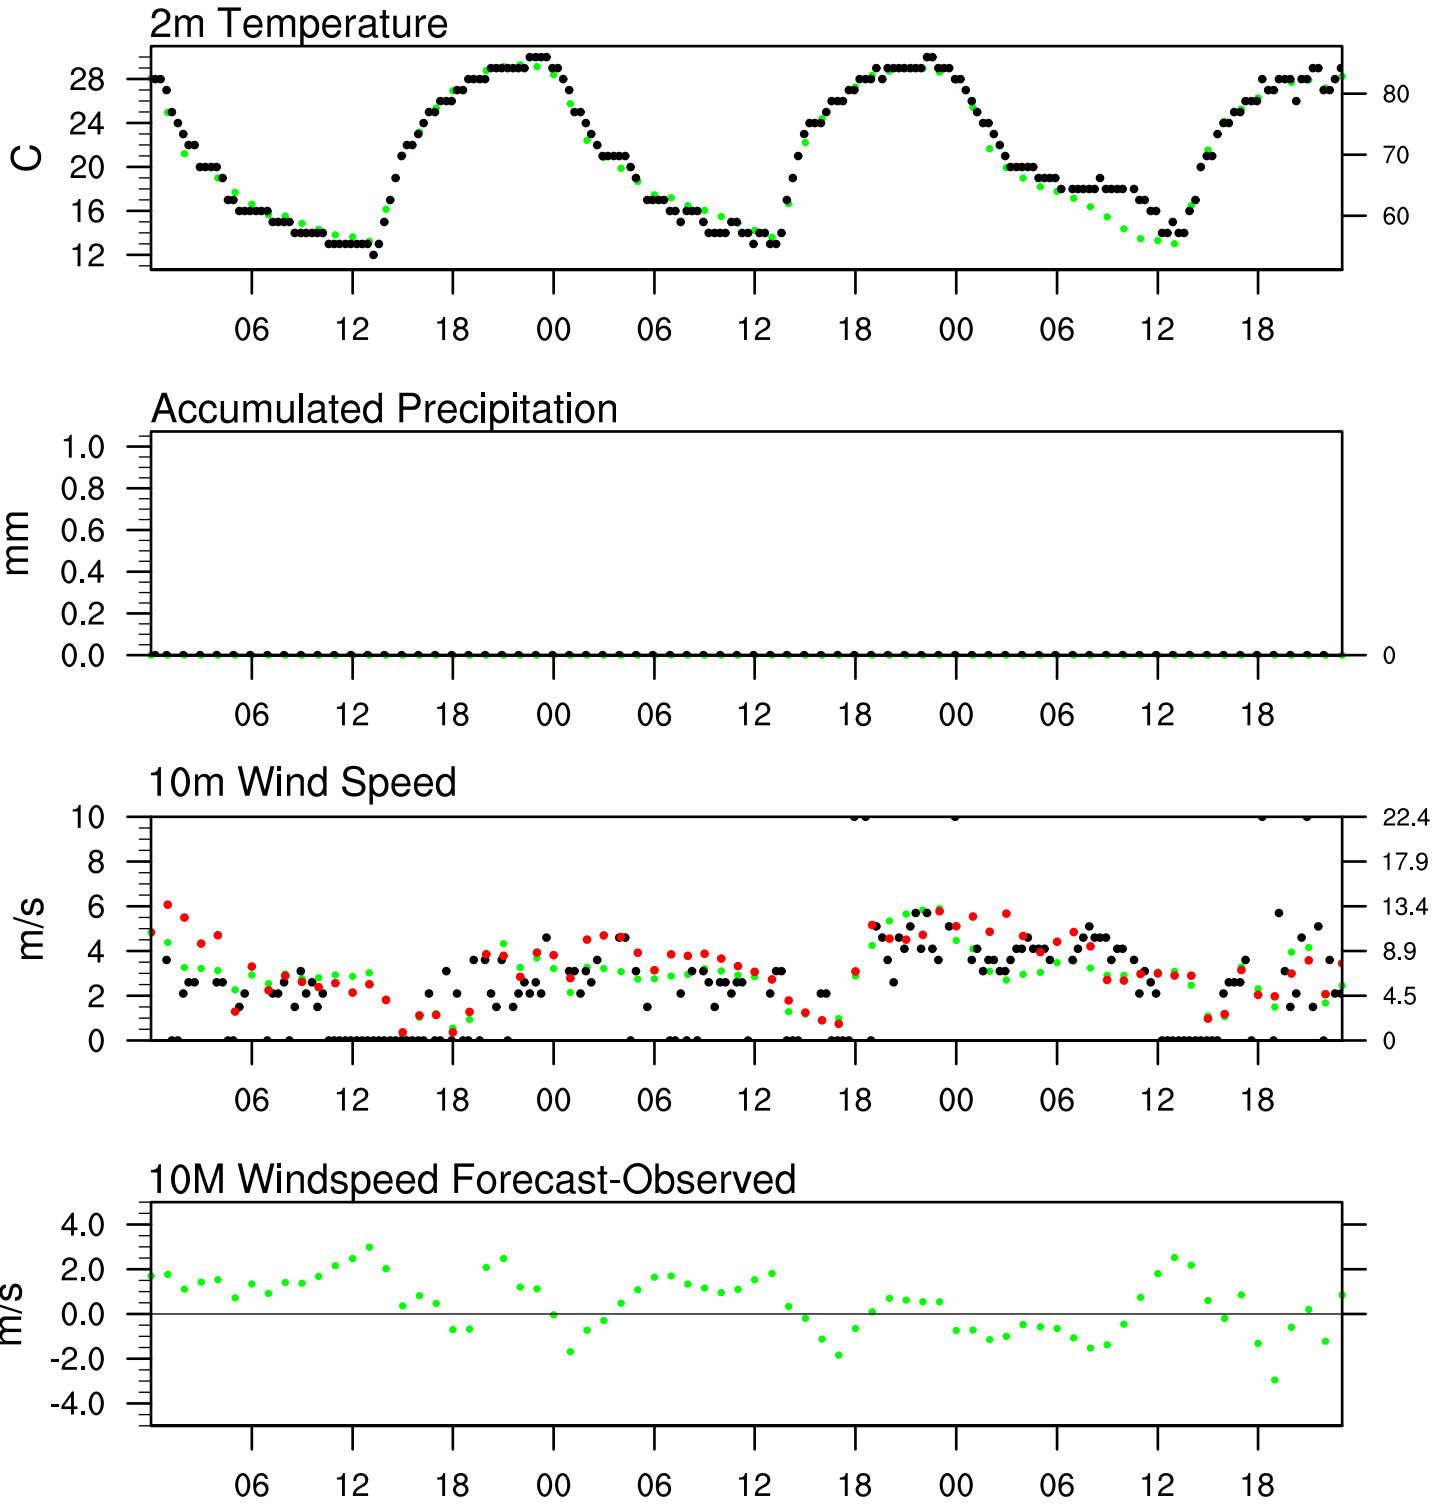 2m Temperature
28
24
20
16
12
C
80
70
60
06 12 18 00 06 12 18 00 06 12 18
Accumulated Precipitation
1.0
0.8
0.6
0.4
0.2
0.0
mm
0
06 12 18 00 06 12 18 00 06 12 18
10m Wind Speed
10
8
6
4
2
0
m/s
22.4
17.9
13.4
8.9
4.5
0
06 12 18 00 06 12 18 00 06 12 18
10M Windspeed Forecast-Observed
4.0
2.0
0.0
-2.0
-4.0
m/s
06 12 18 00 06 12 18 00 06 12 18